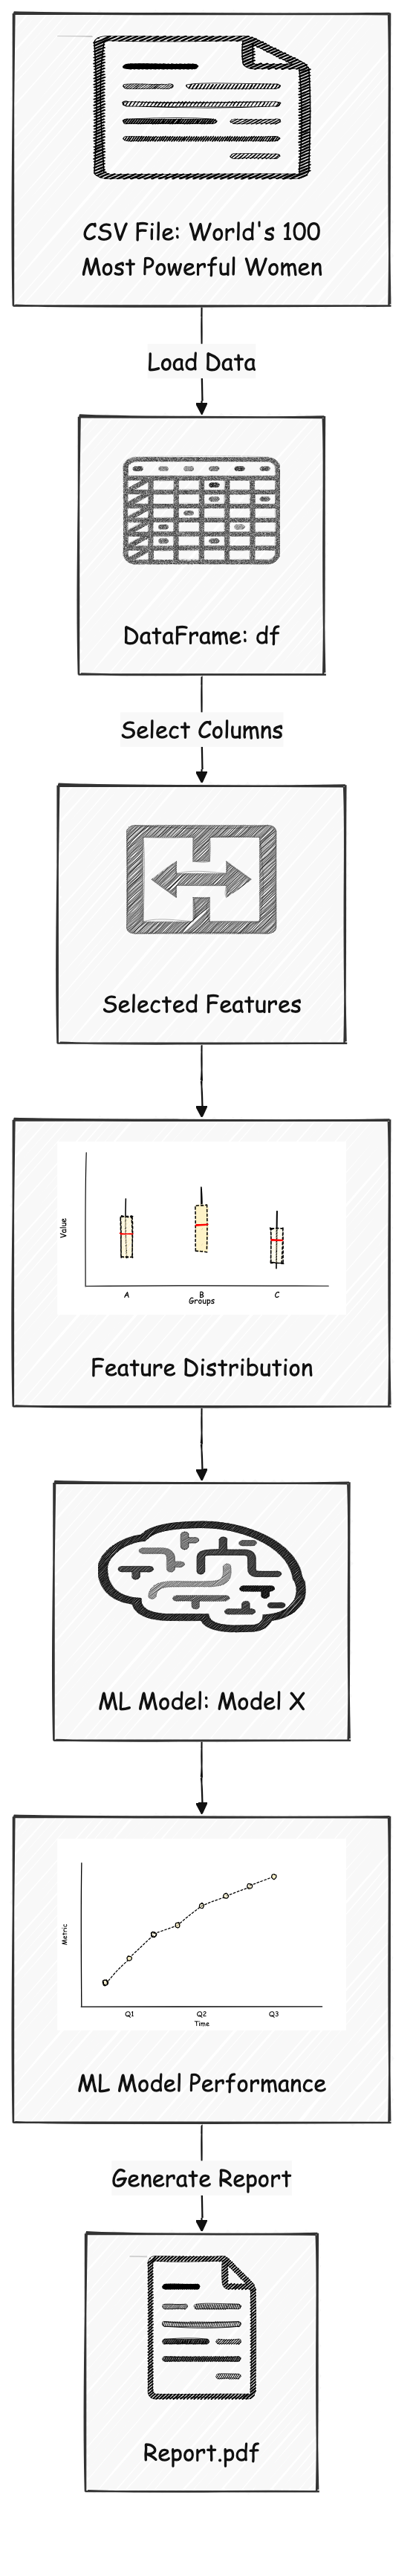 CSV File: World's 100
Most Powerful Women
Load Data
DataFrame: df
Select Columns
Selected Features
Value
A
B
C
Groups
Feature Distribution
ML Model: Model X
Metric
Q1
Q2
Q3
Time
ML Model Performance
Generate Report
Report.pdf